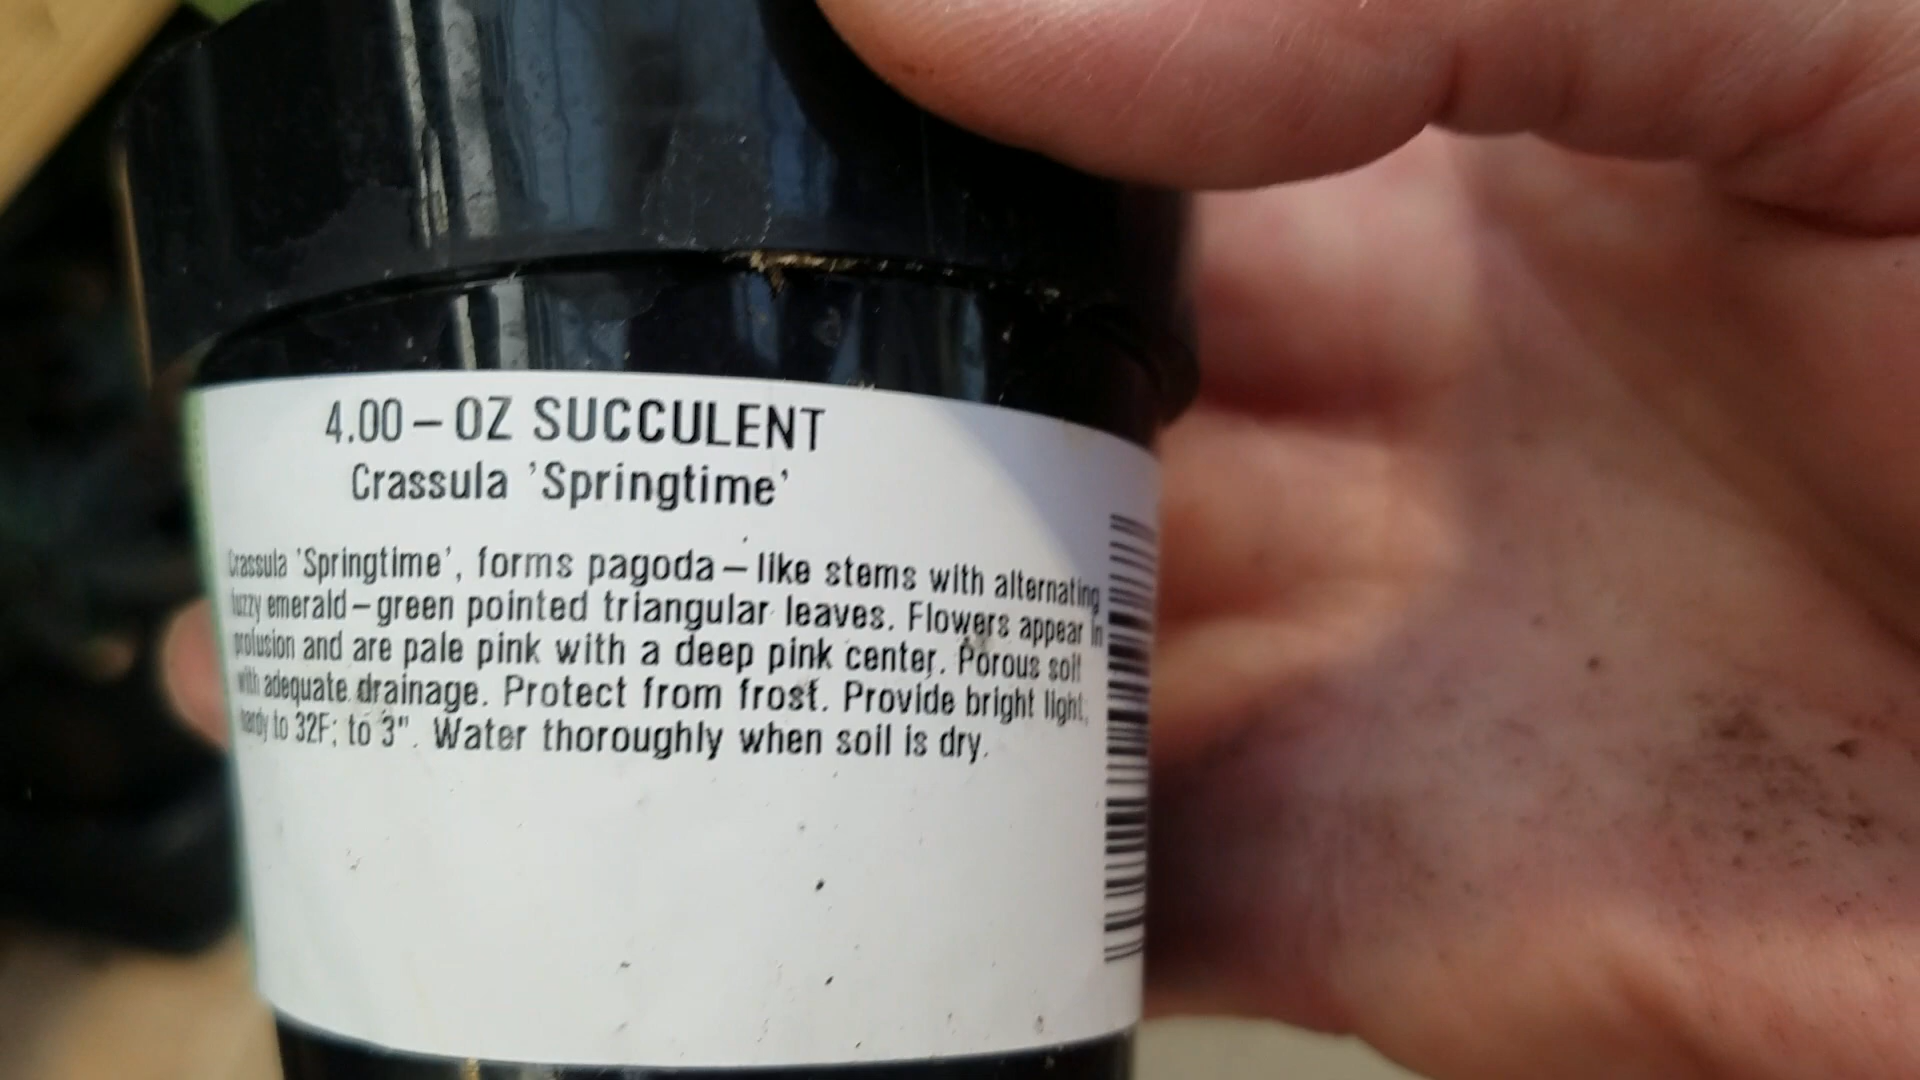 4.00-OZ SUCCULENT
Crassula 'Springtime'
Crassula 'Springtime', forms pagoda-like stems with alternating
fuzzy emerald-green pointed triangular leaves. Flowers appear in
profusion and are pale pink with a deep pink center. Porous soil
with adequate drainage. Protect from frost. Provide bright light,
hardy to 32F; to 3". Water thoroughly when soil is dry.